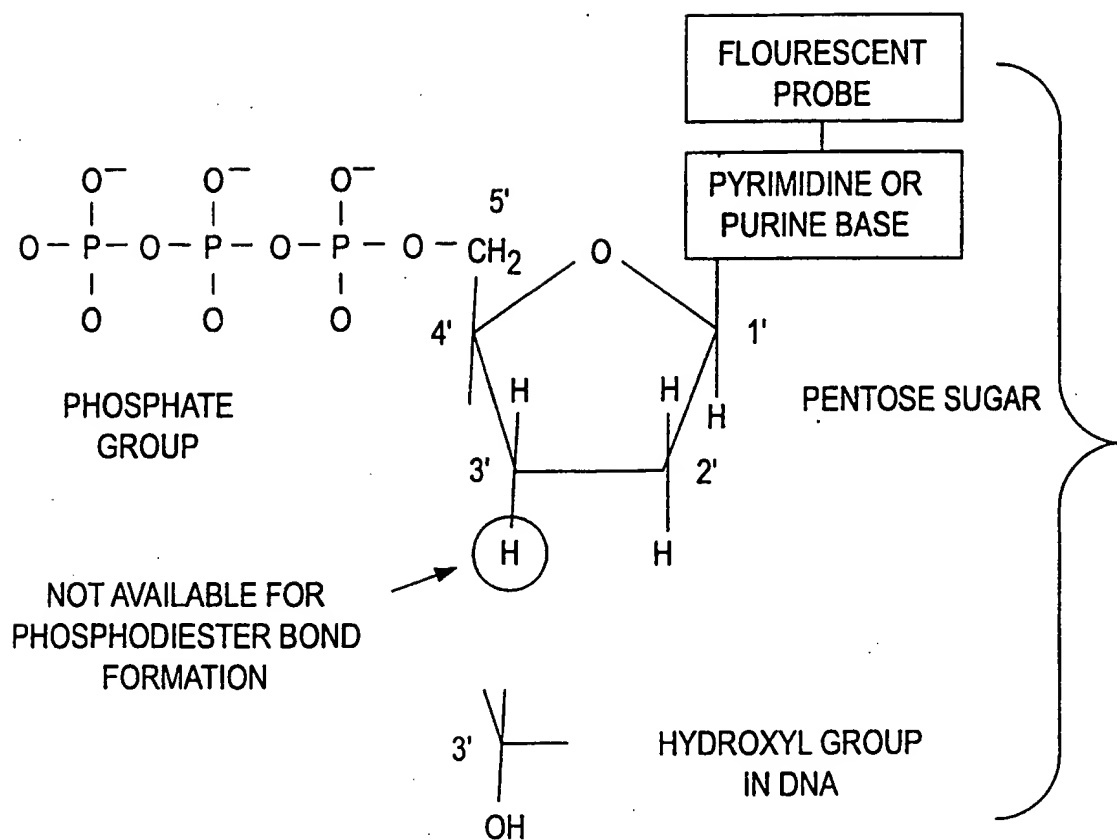 FLOURESCENT
PROBE
PYRIMIDINE OR
PURINE BASE
O⁻ O⁻ O⁻
5'
O–P–O–P–O–P–O–CH₂
O
O O O
4'
1'
H H H
PHOSPHATE
GROUP
PENTOSE SUGAR
3'
2'
H
H
NOT AVAILABLE FOR
PHOSPHODIESTER BOND
FORMATION
3'
HYDROXYL GROUP
IN DNA
OH